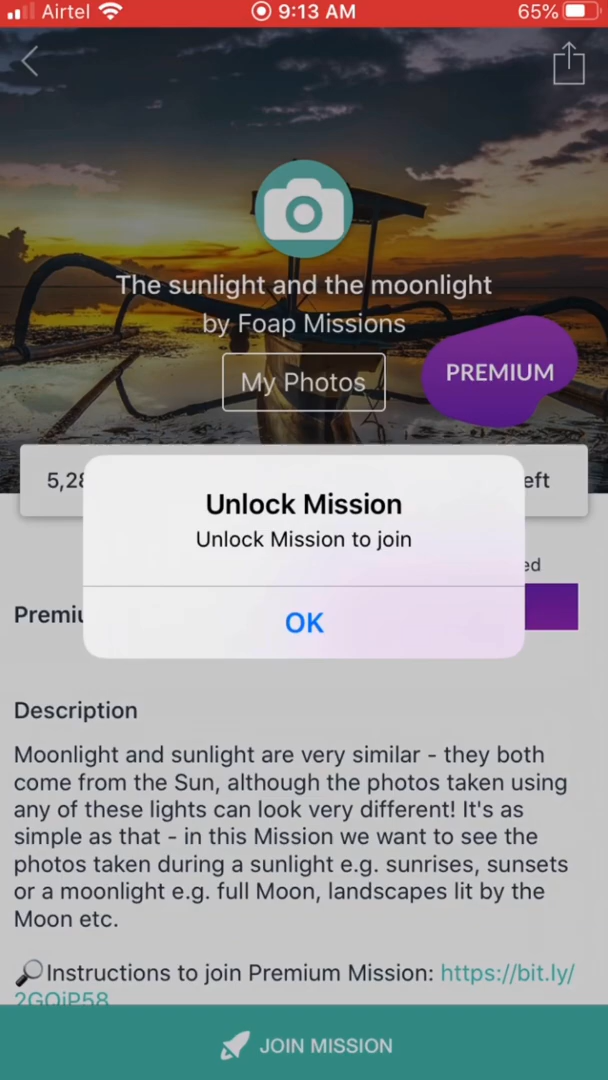 Airtel 9:13 AM 65%
The sunlight and the moonlight
by Foap Missions
My Photos
PREMIUM
Unlock Mission
Unlock Mission to join
OK
Description
Moonlight and sunlight are very similar - they both
come from the Sun, although the photos taken using
any of these lights can look very different! It's as
simple as that - in this Mission we want to see the
photos taken during a sunlight e.g. sunrises, sunsets
or a moonlight e.g. full Moon, landscapes lit by the
Moon etc.
🔎Instructions to join Premium Mission: https://bit.ly/
JOIN MISSION